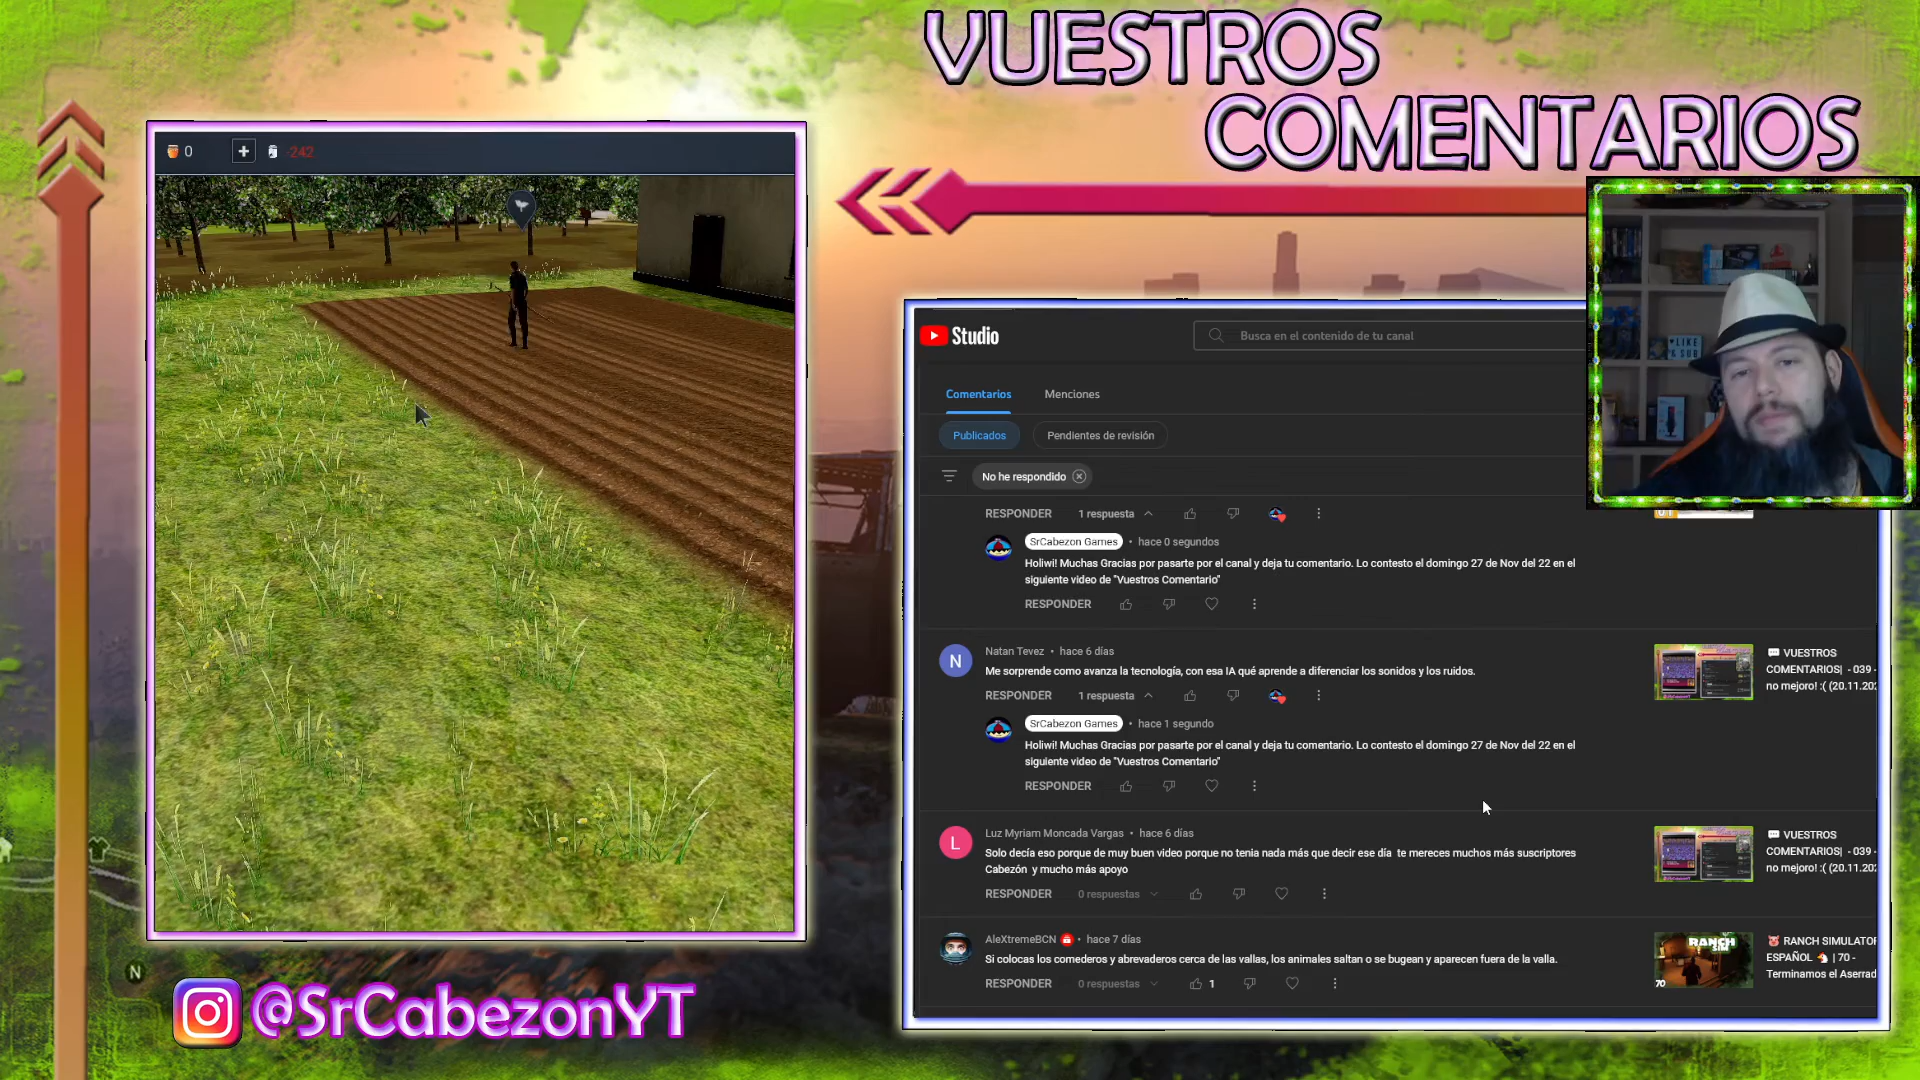 VUESTROS
COMENTARIOS
0
+
-242
Studio
Busca en el contenido de tu canal
Comentarios
Menciones
Publicados
Pendientes de revisión
No he respondido
RESPONDER
1 respuesta
SrCabezon Games • hace 0 segundos
Holiwi! Muchas Gracias por pasarte por el canal y deja tu comentario. Lo contesto el domingo 27 de Nov del 22 en el
siguiente video de "Vuestros Comentario"
RESPONDER
N
Natan Tevez • hace 6 días
Me sorprende como avanza la tecnología, con esa IA qué aprende a diferenciar los sonidos y los ruidos.
RESPONDER
1 respuesta
VUESTROS
COMENTARIOS| - 039 -
no mejoro! :( (20.11.202
SrCabezon Games • hace 1 segundo
Holiwi! Muchas Gracias por pasarte por el canal y deja tu comentario. Lo contesto el domingo 27 de Nov del 22 en el
siguiente video de "Vuestros Comentario"
RESPONDER
L
Luz Myriam Moncada Vargas • hace 6 días
Solo decía eso porque de muy buen video porque no tenia nada más que decir ese día te mereces muchos más suscriptores
Cabezón y mucho más apoyo
RESPONDER
0 respuestas
VUESTROS
COMENTARIOS| - 039 -
no mejoro! :( (20.11.202
AleXtremeBCN • hace 7 días
Si colocas los comederos y abrevaderos cerca de las vallas, los animales saltan o se bugean y aparecen fuera de la valla.
RESPONDER
0 respuestas
1
RANCH
70
RANCH SIMULATOR
ESPAÑOL | 70 -
Terminamos el Aserrad
LIKE
& SUB
N
@SrCabezonYT